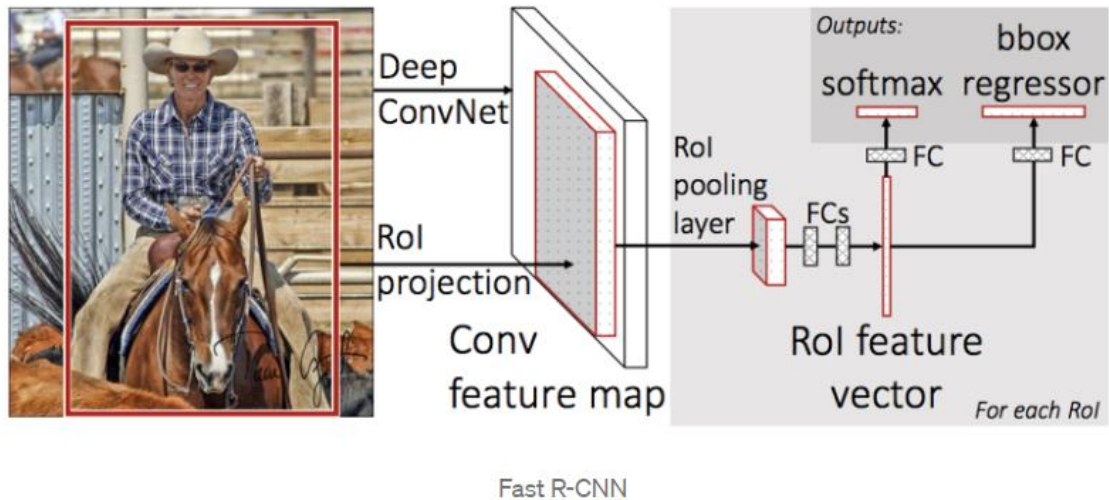 Deep
ConvNet
RoI
projection
Conv
feature map
RoI
pooling
layer
FCs
RoI feature
vector
For each RoI
Outputs:
softmax
bbox
regressor
FC
FC
Fast R-CNN